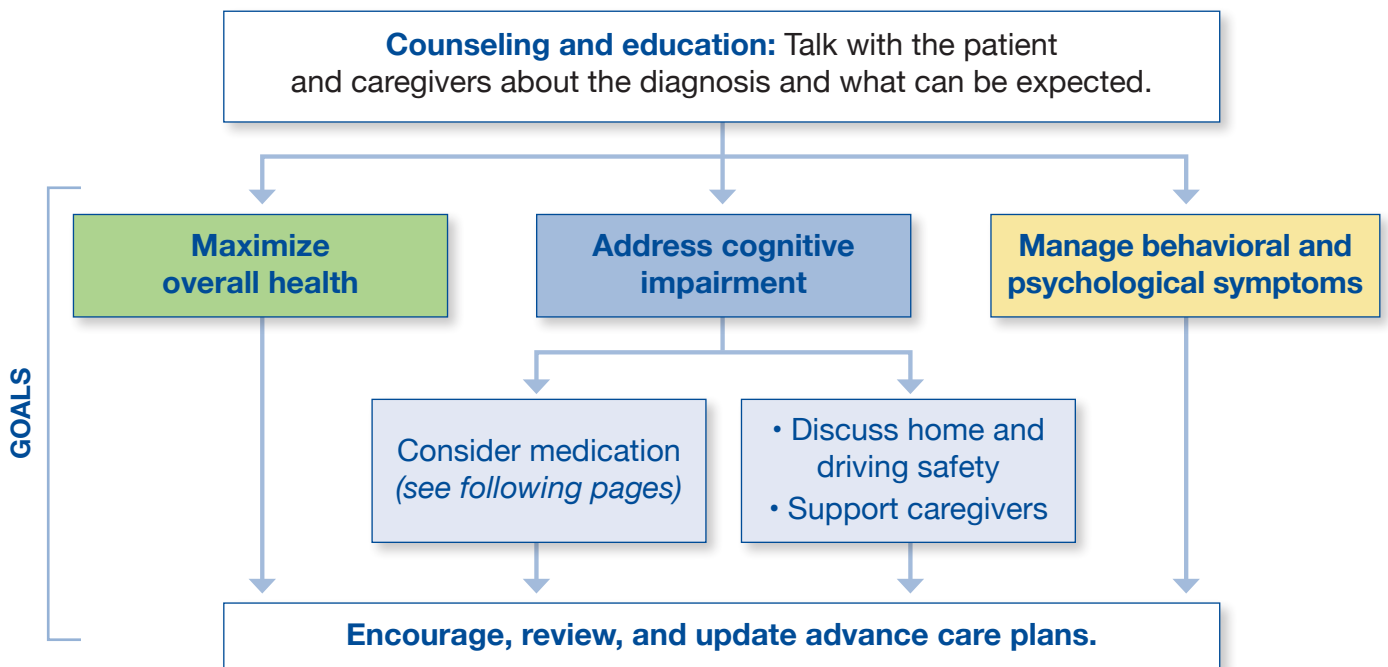 Counseling and education: Talk with the patient
and caregivers about the diagnosis and what can be expected.
GOALS
Maximize
overall health
Address cognitive
impairment
Manage behavioral and
psychological symptoms
Consider medication
(see following pages)
• Discuss home and
driving safety
• Support caregivers
Encourage, review, and update advance care plans.